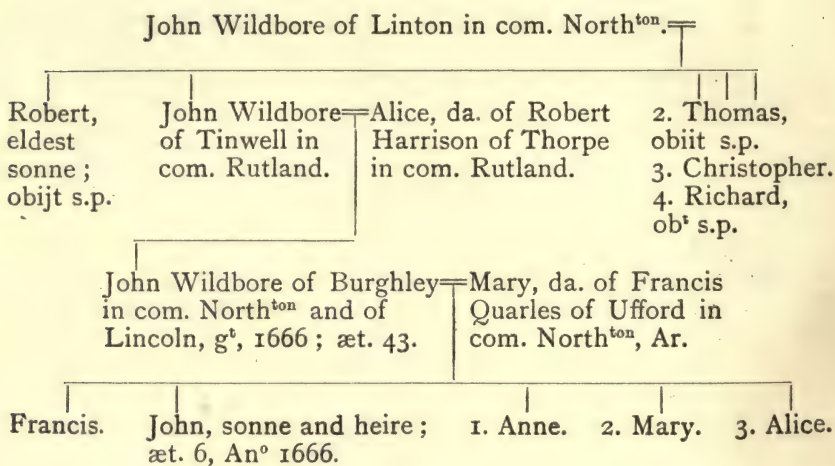 John Wildbore of Linton in com. Northton.
Robert,
eldest
sonne ;
obijt s.p.
John Wildbore
of Tinwell in
com. Rutland.
Alice, da. of Robert
Harrison of Thorpe
in com. Rutland.
2. Thomas,
obiit s.p.
3. Christopher.
4. Richard,
obt s.p.
John Wildbore of Burghley
in com. Northton and of
Lincoln, gt, 1666 ; æt. 43.
Mary, da. of Francis
Quarles of Ufford in
com. Northton, Ar.
Francis.
John, sonne and heire ;
æt. 6, Ano 1666.
1. Anne.
2. Mary.
3. Alice.